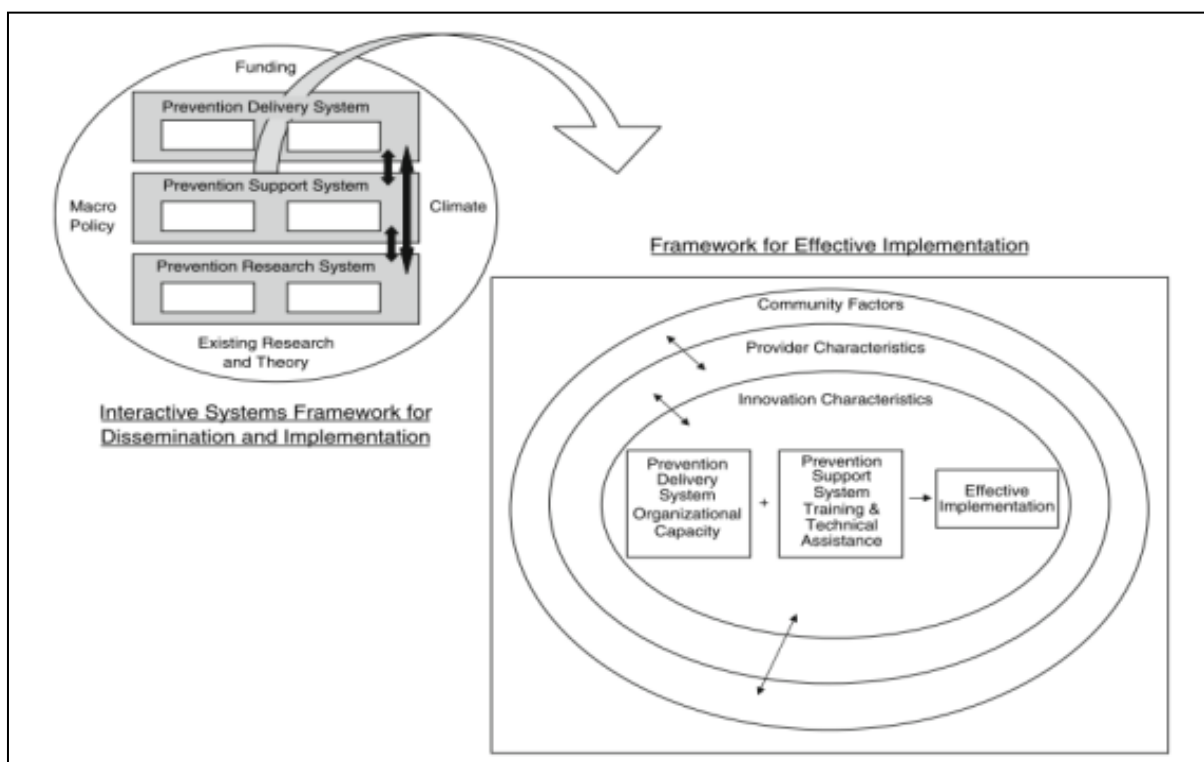 Funding
Prevention Delivery System
Prevention Support System
Macro
Policy
Climate
Prevention Research System
Existing Research
and Theory
Interactive Systems Framework for
Dissemination and Implementation
Framework for Effective Implementation
Community Factors
Provider Characteristics
Innovation Characteristics
Prevention
Delivery
System
Organizational
Capacity
+
Prevention
Support
System
Training &
Technical
Assistance
Effective
Implementation